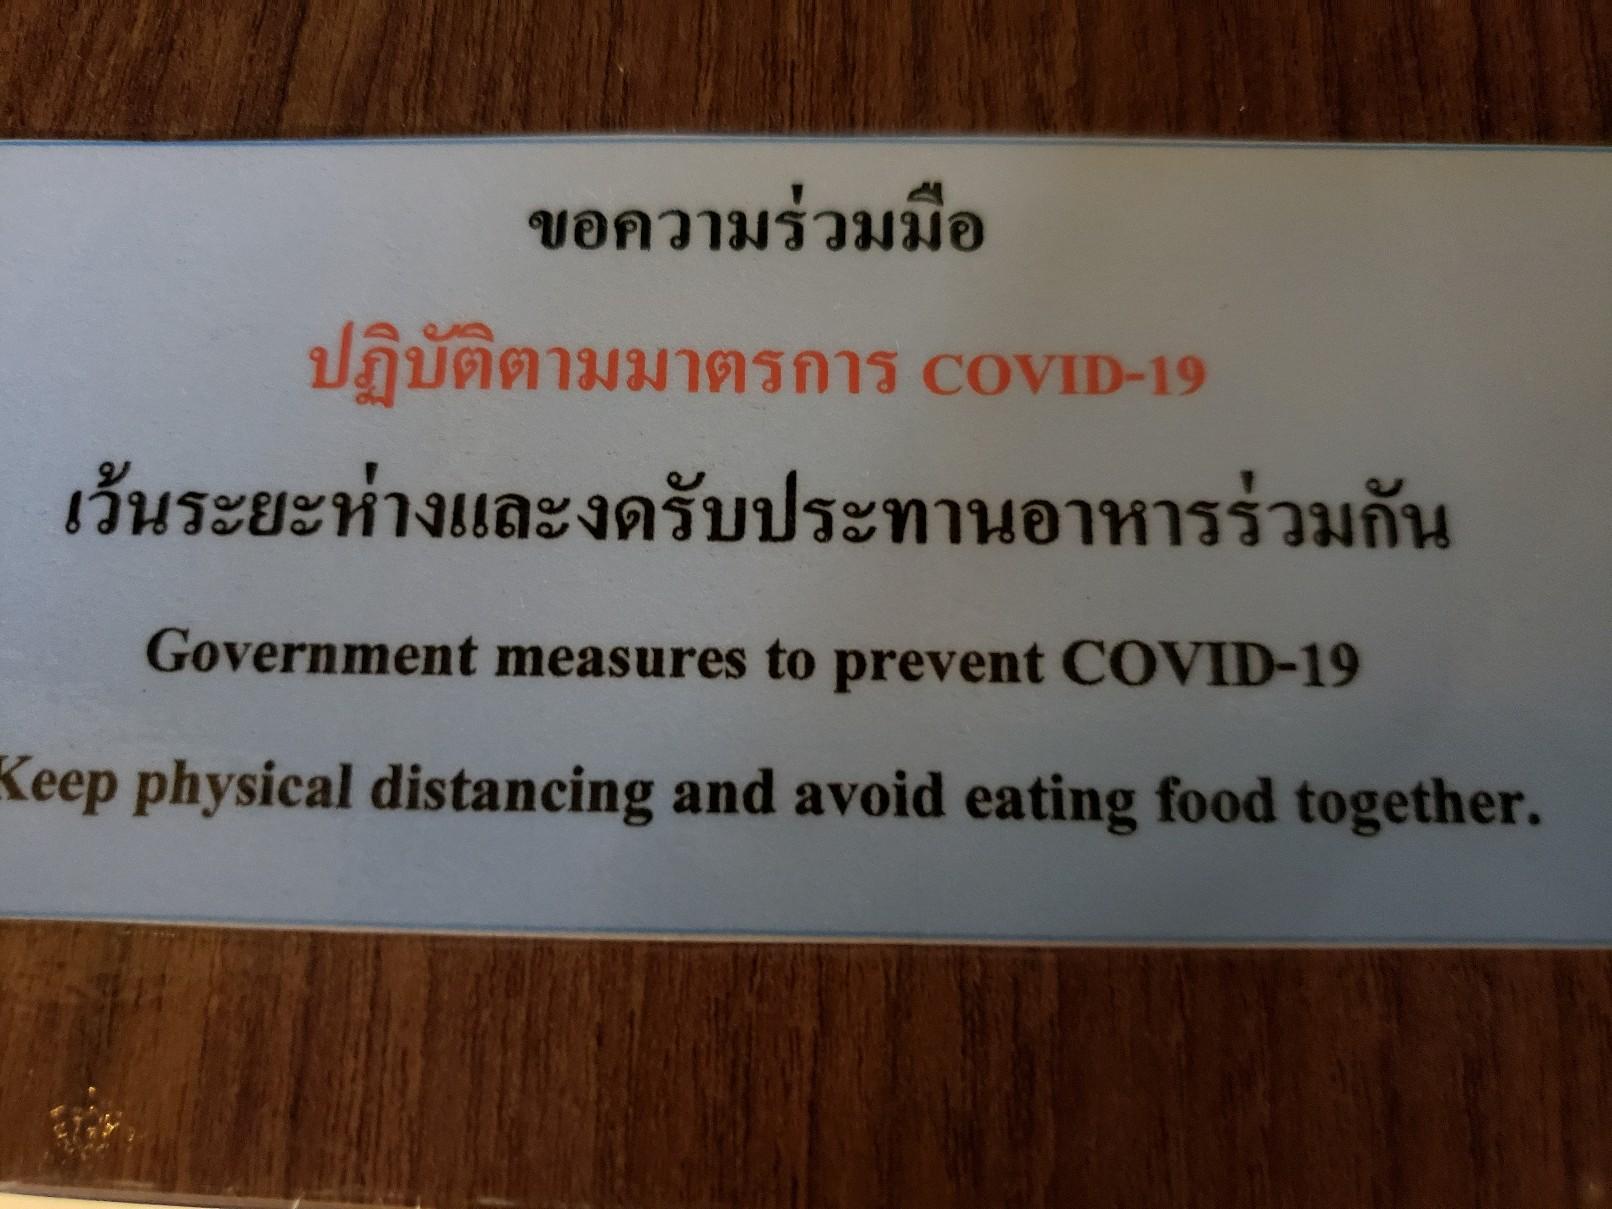 ขอความร่วมมือ
ปฏิบัติตามมาตรการ COVID-19
เว้นระยะห่างและงดรับประทานอาหารร่วมกัน
Government measures to prevent COVID-19
Keep physical distancing and avoid eating food together.